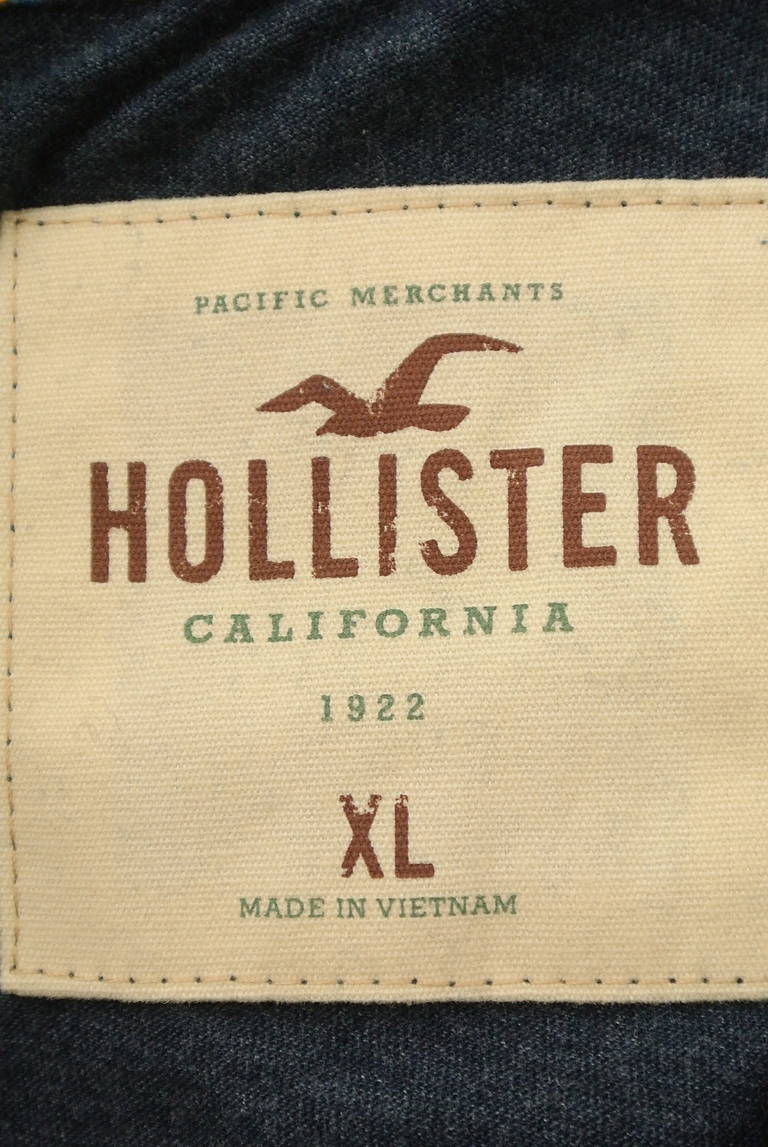 PACIFIC MERCHANTS
HOLLISTER
CALIFORNIA
1922
XL
MADE IN VIETNAM